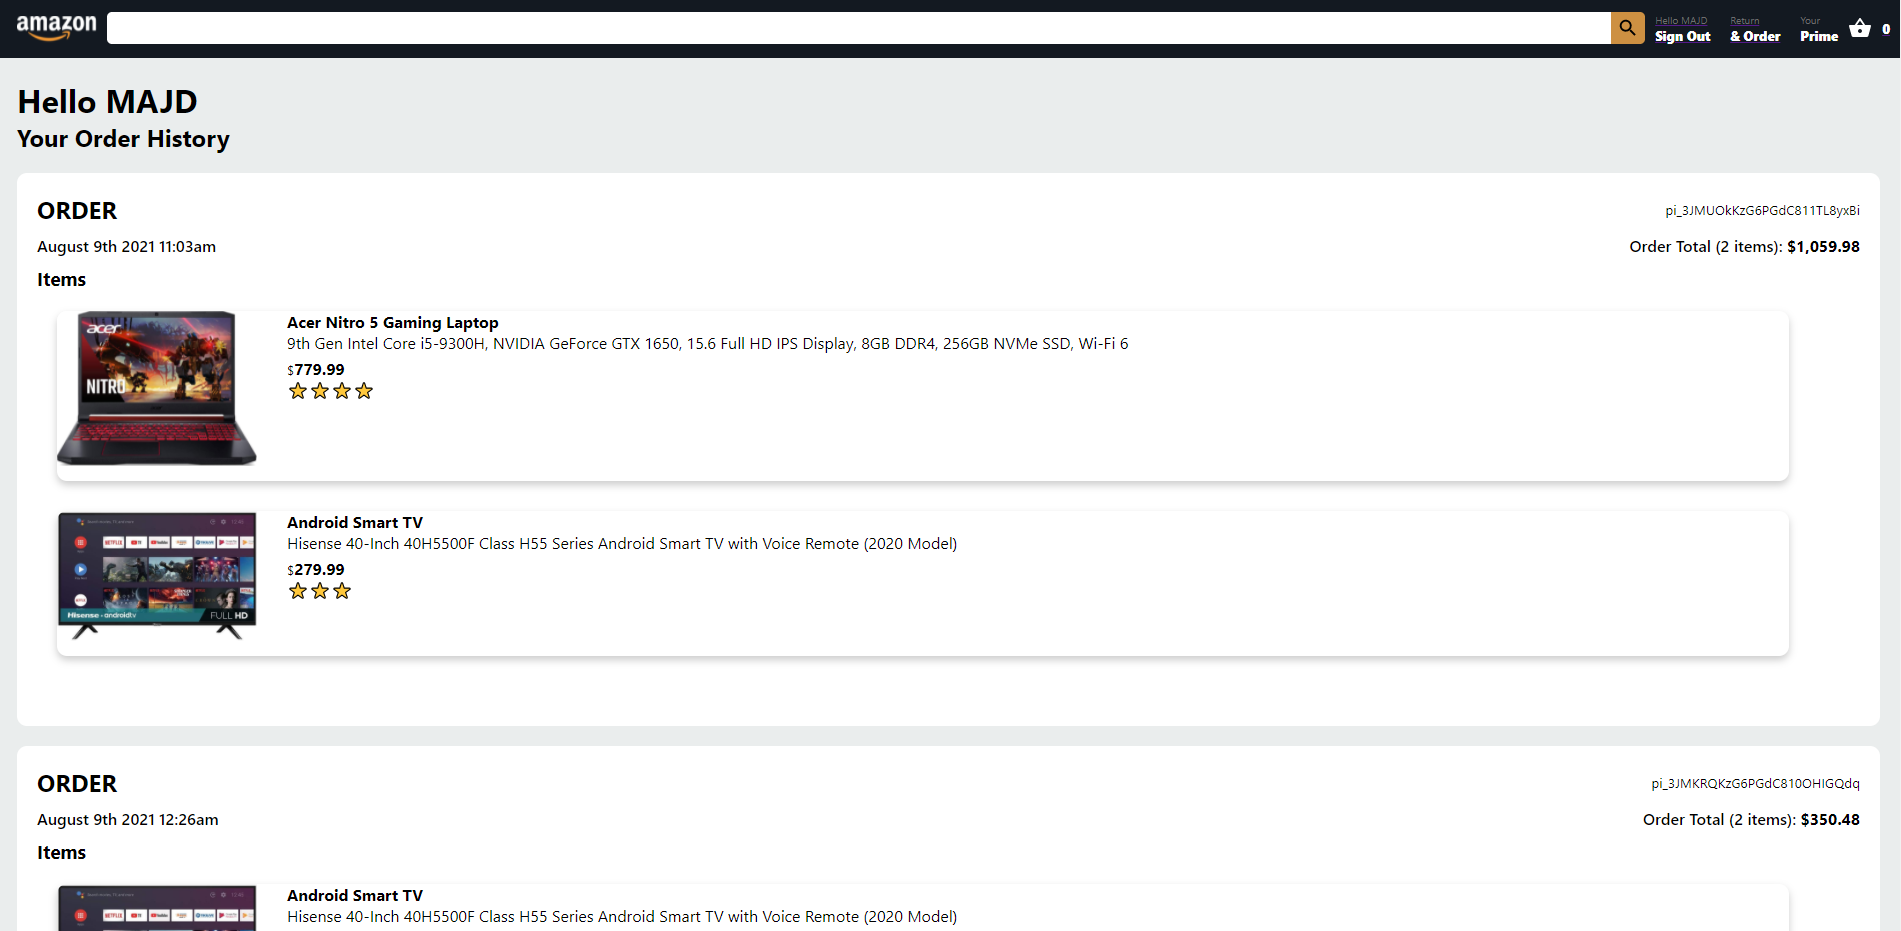 amazon
Hello MAJD
Sign Out
Return
& Order
Your
Prime
0
Hello MAJD
Your Order History
ORDER
pi_3JMUOkKzG6PGdC811TL8yxBi
August 9th 2021 11:03am
Order Total (2 items): $1,059.98
Items
acer
NITRO
Acer Nitro 5 Gaming Laptop
9th Gen Intel Core i5-9300H, NVIDIA GeForce GTX 1650, 15.6 Full HD IPS Display, 8GB DDR4, 256GB NVMe SSD, Wi-Fi 6
$779.99
NETFLIX
Hisense - androidtv
FULL HD
Android Smart TV
Hisense 40-Inch 40H5500F Class H55 Series Android Smart TV with Voice Remote (2020 Model)
$279.99
ORDER
pi_3JMKRQKzG6PGdC810OHIGQdq
August 9th 2021 12:26am
Order Total (2 items): $350.48
Items
NETFLIX
Android Smart TV
Hisense 40-Inch 40H5500F Class H55 Series Android Smart TV with Voice Remote (2020 Model)